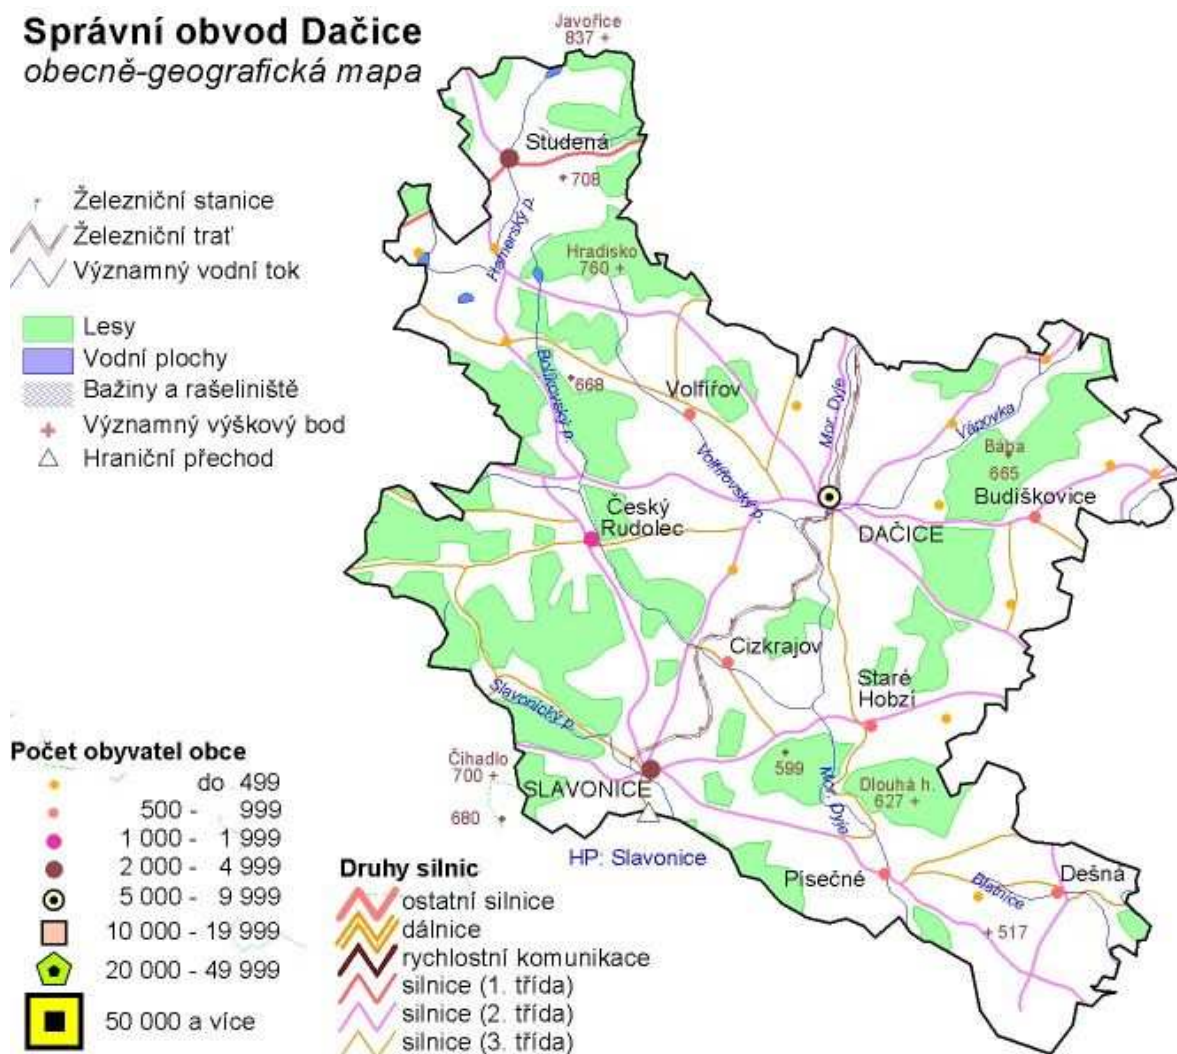 Správní obvod Dačice
obecně-geografická mapa
Železniční stanice
Železniční trať
Významný vodní tok
Lesy
Vodní plochy
Bažiny a rašeliniště
Významný výškový bod
Hraniční přechod
Javořice
837
Studená
708
Hamerský p.
Hradisko
760
Bolíkovský p.
668
Volfířov
Volfířovský p.
Mor. Dyje
Vápovka
Bába
665
Budiškovice
DAČICE
Český
Rudolec
Cizkrajov
Staré
Hobzí
Slavonický p.
Čihadlo
700
SLAVONICE
680
HP: Slavonice
599
Mor. Dyje
Dlouhá h.
627
Písečné
Blatnice
Dešná
517
Počet obyvatel obce
do 499
500 - 999
1 000 - 1 999
2 000 - 4 999
5 000 - 9 999
10 000 - 19 999
20 000 - 49 999
50 000 a více
Druhy silnic
ostatní silnice
dálnice
rychlostní komunikace
silnice (1. třída)
silnice (2. třída)
silnice (3. třída)